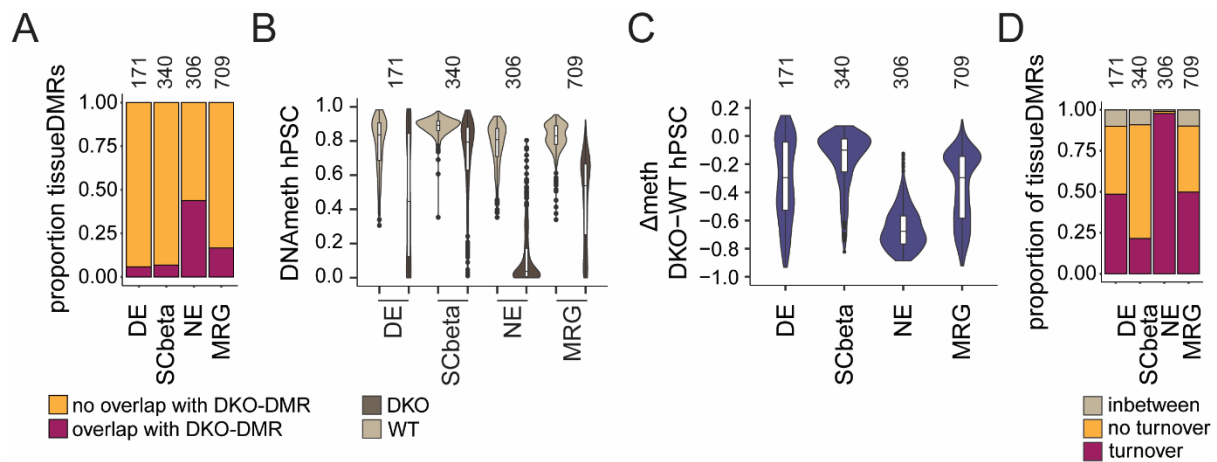 A
proportion tissueDMRs
171
340
306
709
1.00
0.75
0.50
0.25
0.00
DE
SCbeta
NE
MRG
no overlap with DKO-DMR
overlap with DKO-DMR
B
DNAmeth hPSC
171
340
306
709
1.0
0.8
0.6
0.4
0.2
0.0
DE
SCbeta
NE
MRG
DKO
WT
C
Δmeth
DKO−WT hPSC
171
340
306
709
0.2
−0.0
−0.2
−0.4
−0.6
−0.8
−1.0
DE
SCbeta
NE
MRG
D
proportion of tissueDMRs
171
340
306
709
1.00
0.75
0.50
0.25
0.00
DE
SCbeta
NE
MRG
inbetween
no turnover
turnover